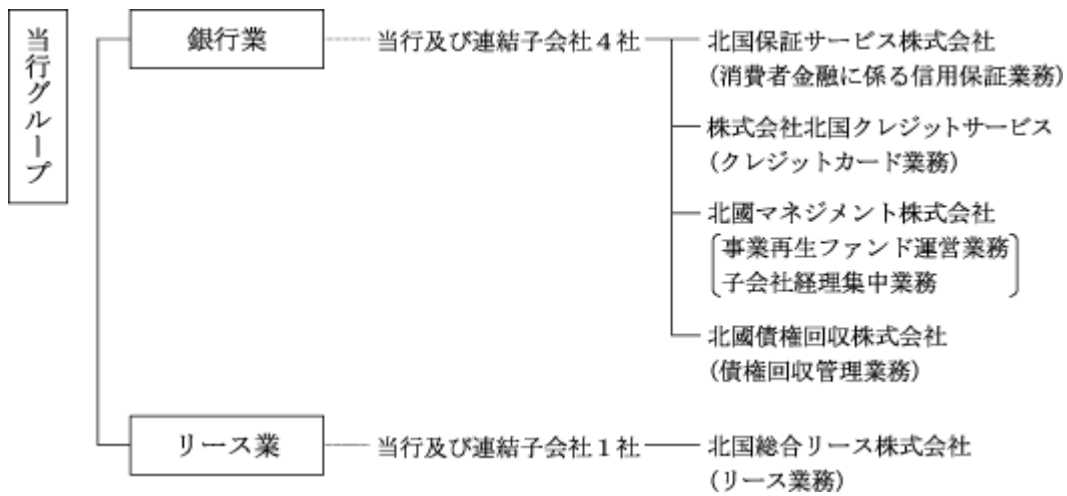 当行グループ
銀行業
当行及び連結子会社4社
北国保証サービス株式会社
(消費者金融に係る信用保証業務)
株式会社北国クレジットサービス
(クレジットカード業務)
北國マネジメント株式会社
事業再生ファンド運営業務
子会社経理集中業務
北國債権回収株式会社
(債権回収管理業務)
リース業
当行及び連結子会社1社
北国総合リース株式会社
(リース業務)